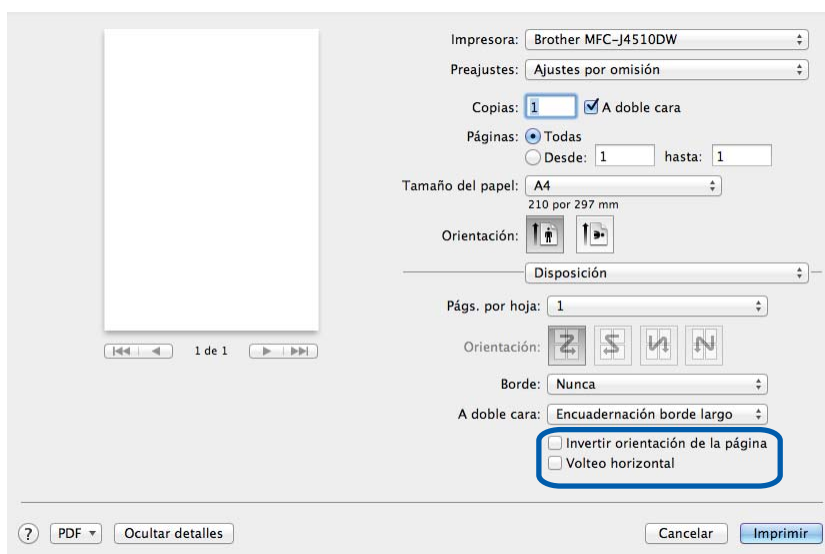 Impresora: Brother MFC-J4510DW
Preajustes: Ajustes por omisión
Copias: 1 A doble cara
Páginas: Todas
Desde: 1 hasta: 1
Tamaño del papel: A4
210 por 297 mm
Orientación:
Disposición
Págs. por hoja: 1
1 de 1
Orientación:
Borde: Nunca
A doble cara: Encuadernación borde largo
Invertir orientación de la página
Volteo horizontal
? PDF Ocultar detalles Cancelar Imprimir